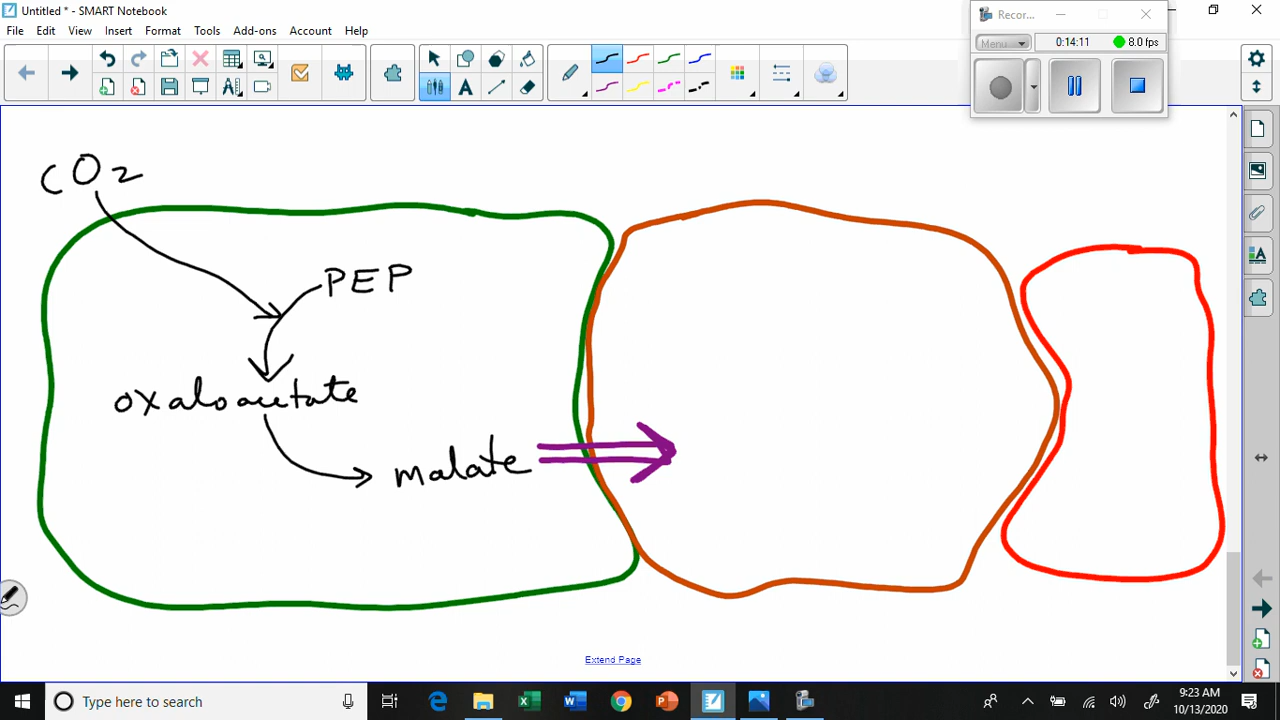 Untitled * - SMART Notebook
Recor...
File Edit View Insert Format Tools Add-ons Account Help
Menu
0:14:11
8.0 fps
CO2
PEP
oxaloacetate
malate
Extend Page
Type here to search
9:23 AM
10/13/2020